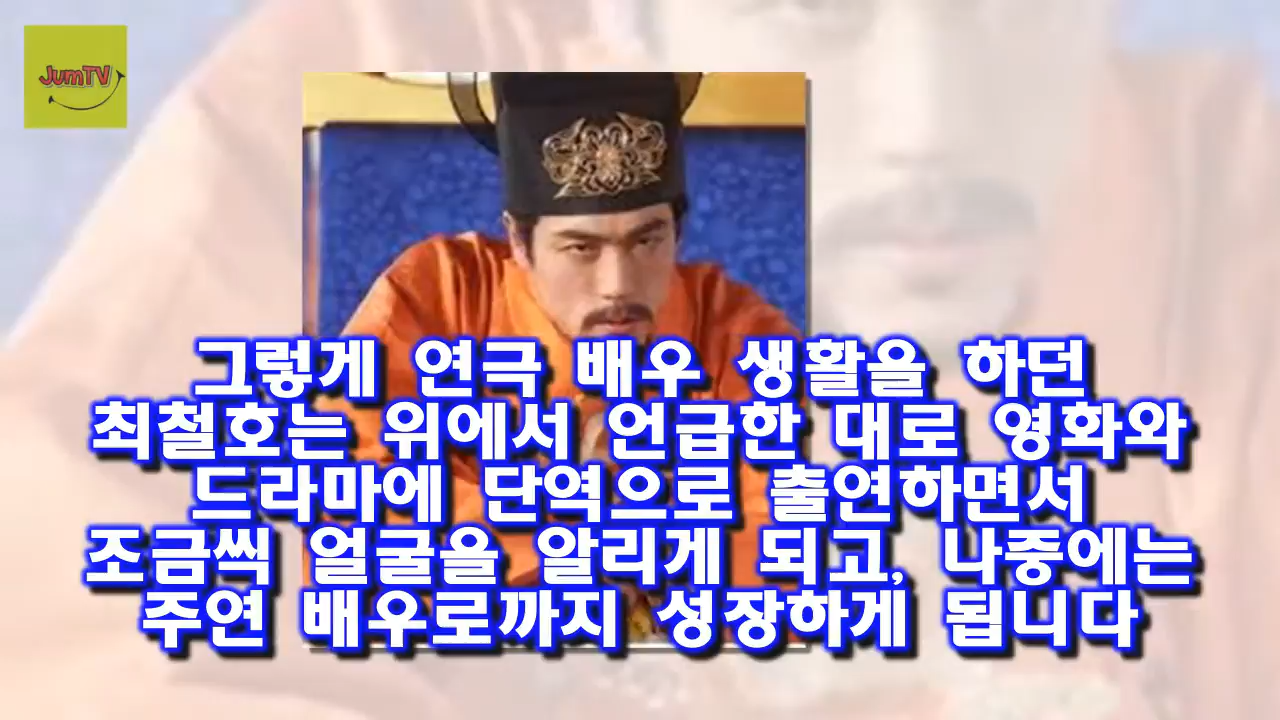 JumTV
그렇게 연극 배우 생활을 하던
최철호는 위에서 언급한 대로 영화와
드라마에 단역으로 출연하면서
조금씩 얼굴을 알리게 되고, 나중에는
주연 배우로까지 성장하게 됩니다